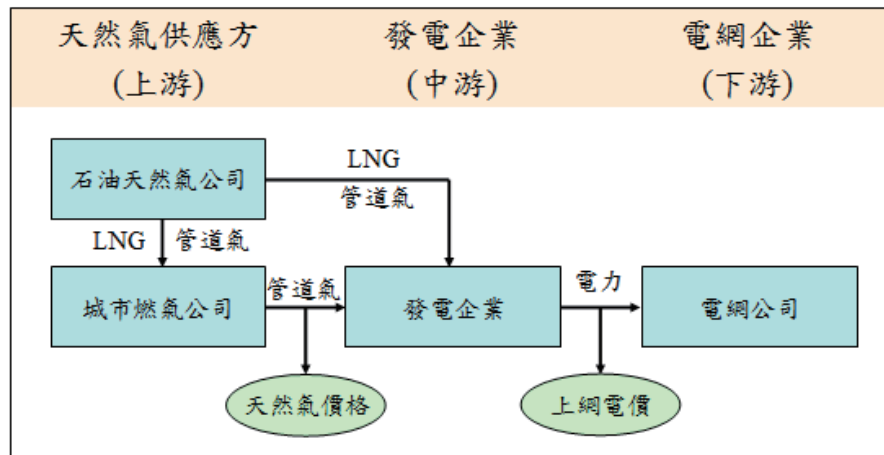 天然氣供應方 發電企業 電網企業
(上游) (中游) (下游)
石油天然氣公司
LNG
管道氣
LNG 管道氣
城市燃氣公司
管道氣
發電企業
電力
電網公司
天然氣價格
上網電價